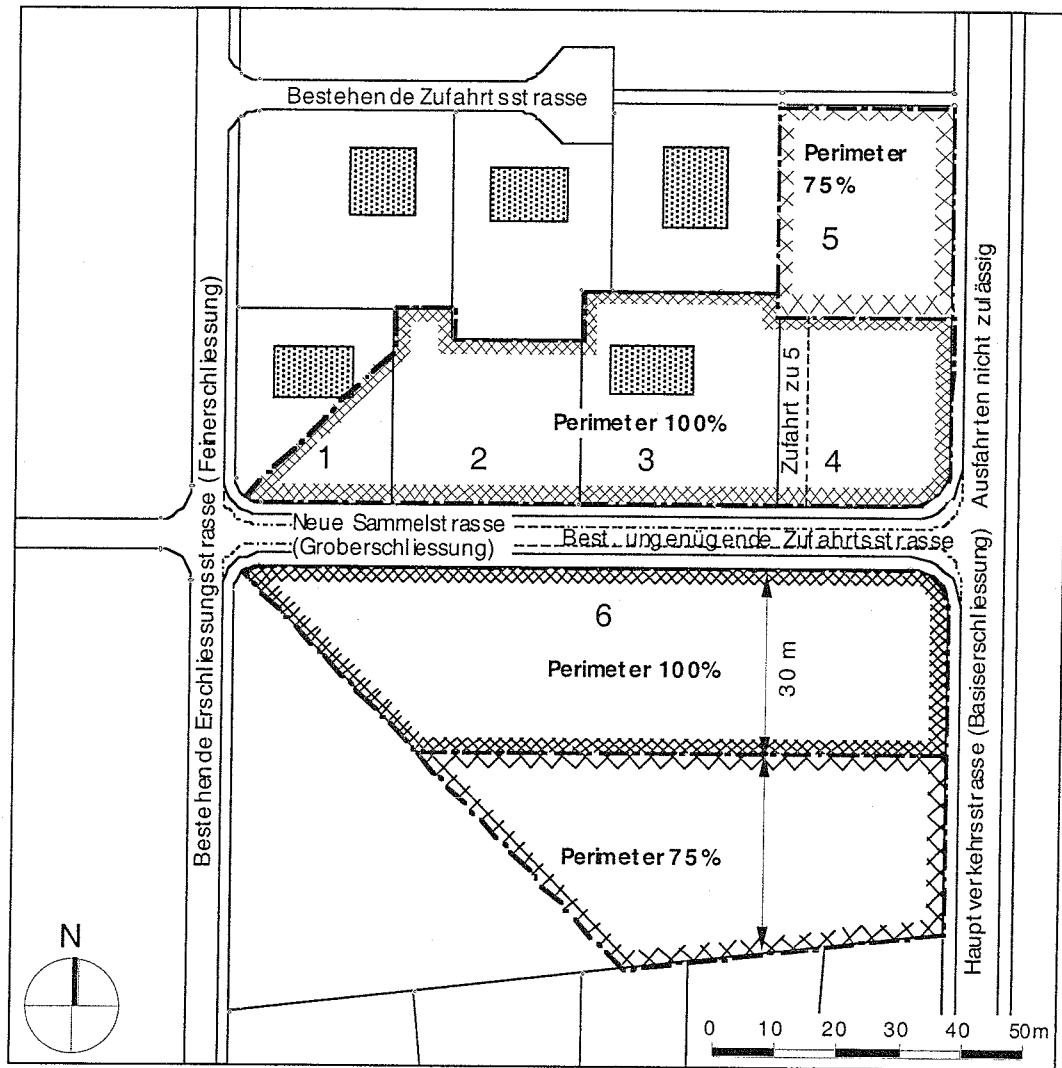 Bestehende Zufahrtsstrasse
Perimeter
75%
5
Bestehende Erschliessungsstrasse (Feinerschliessung)
Ausfahrten nicht zulässig
Zufahrt zu 5
Perimeter 100%
1
2
3
4
Neue Sammelstrasse
(Groberschliessung)
Best. ungenügende Zufahrtsstrasse
Hauptverkehrsstrasse (Basiserschliessung)
6
Perimeter 100%
30 m
Perimeter 75%
N
0 10 20 30 40 50m